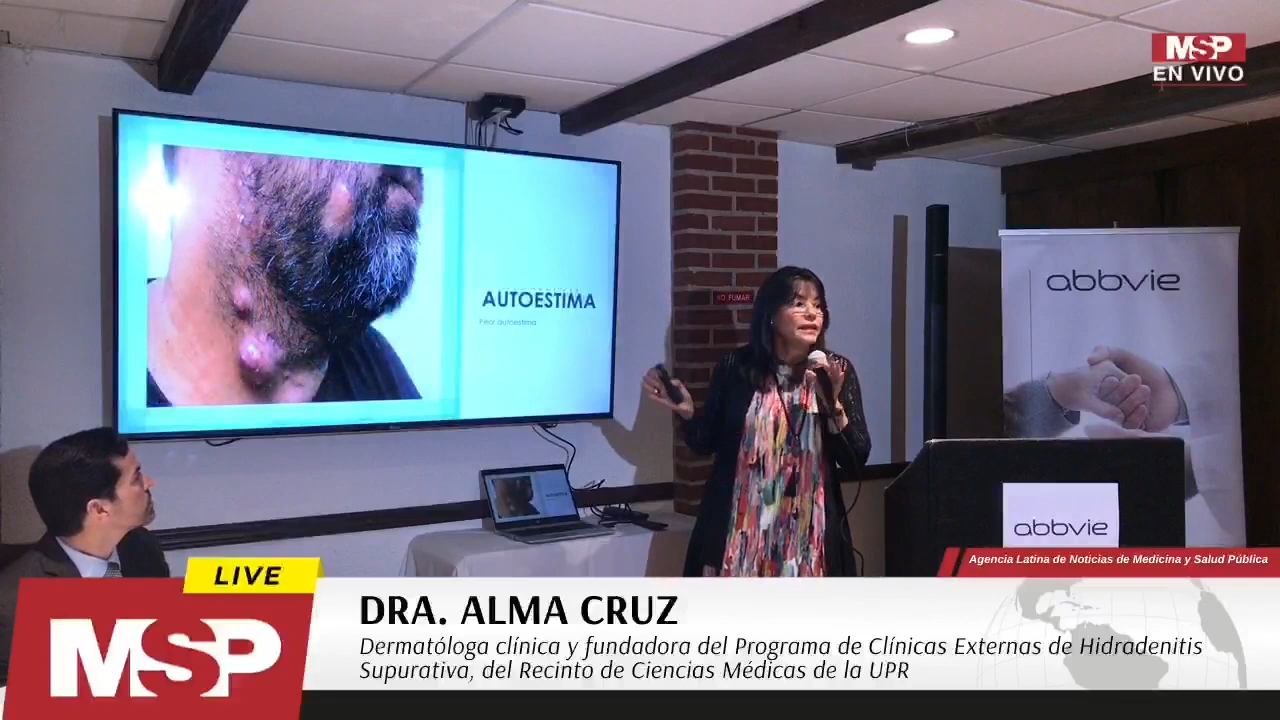 MSP
EN VIVO
AUTOESTIMA
Peor autoestima
NO FUMAR
abbvie
abbvie
Agencia Latina de Noticias de Medicina y Salud Pública
LIVE
MSP
DRA. ALMA CRUZ
Dermatóloga clínica y fundadora del Programa de Clínicas Externas de Hidradenitis
Supurativa, del Recinto de Ciencias Médicas de la UPR